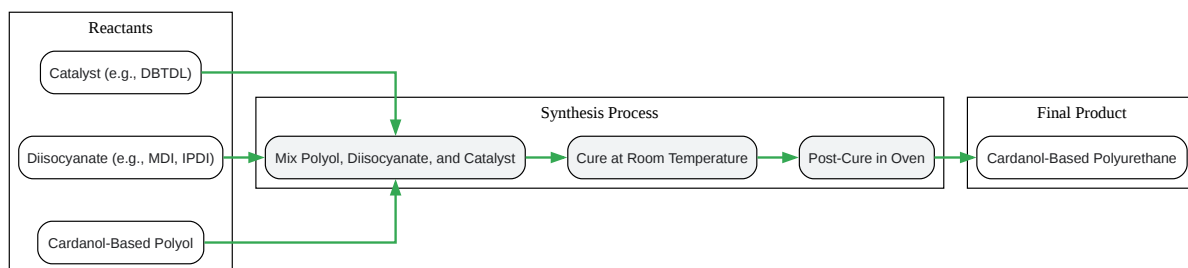 Reactants
Catalyst (e.g., DBTDL)
Diisocyanate (e.g., MDI, IPDI)
Cardanol-Based Polyol
Synthesis Process
Mix Polyol, Diisocyanate, and Catalyst
Cure at Room Temperature
Post-Cure in Oven
Final Product
Cardanol-Based Polyurethane